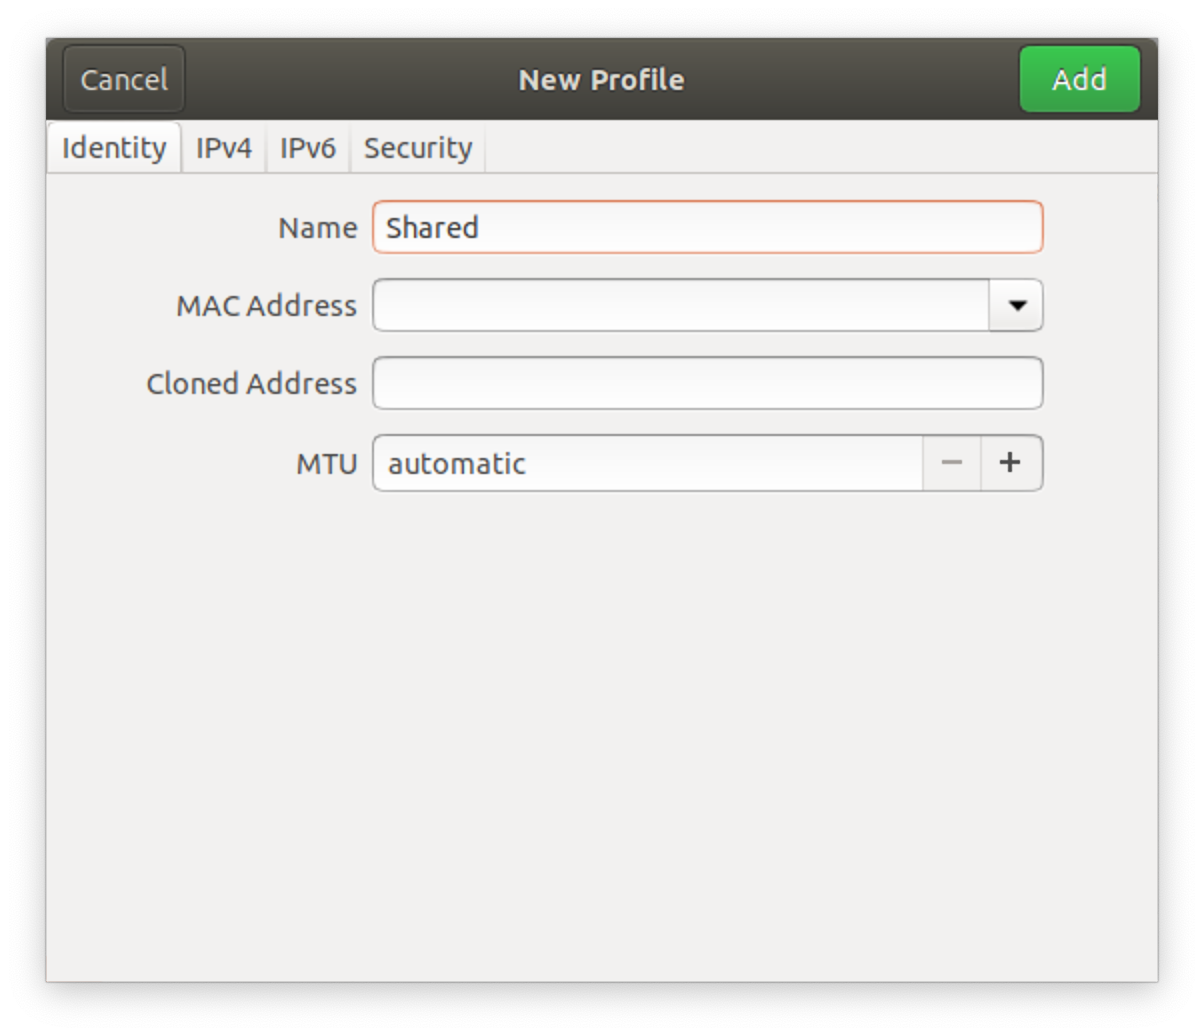 Cancel New Profile Add
Identity IPv4 IPv6 Security
Name Shared
MAC Address
Cloned Address
MTU automatic − +